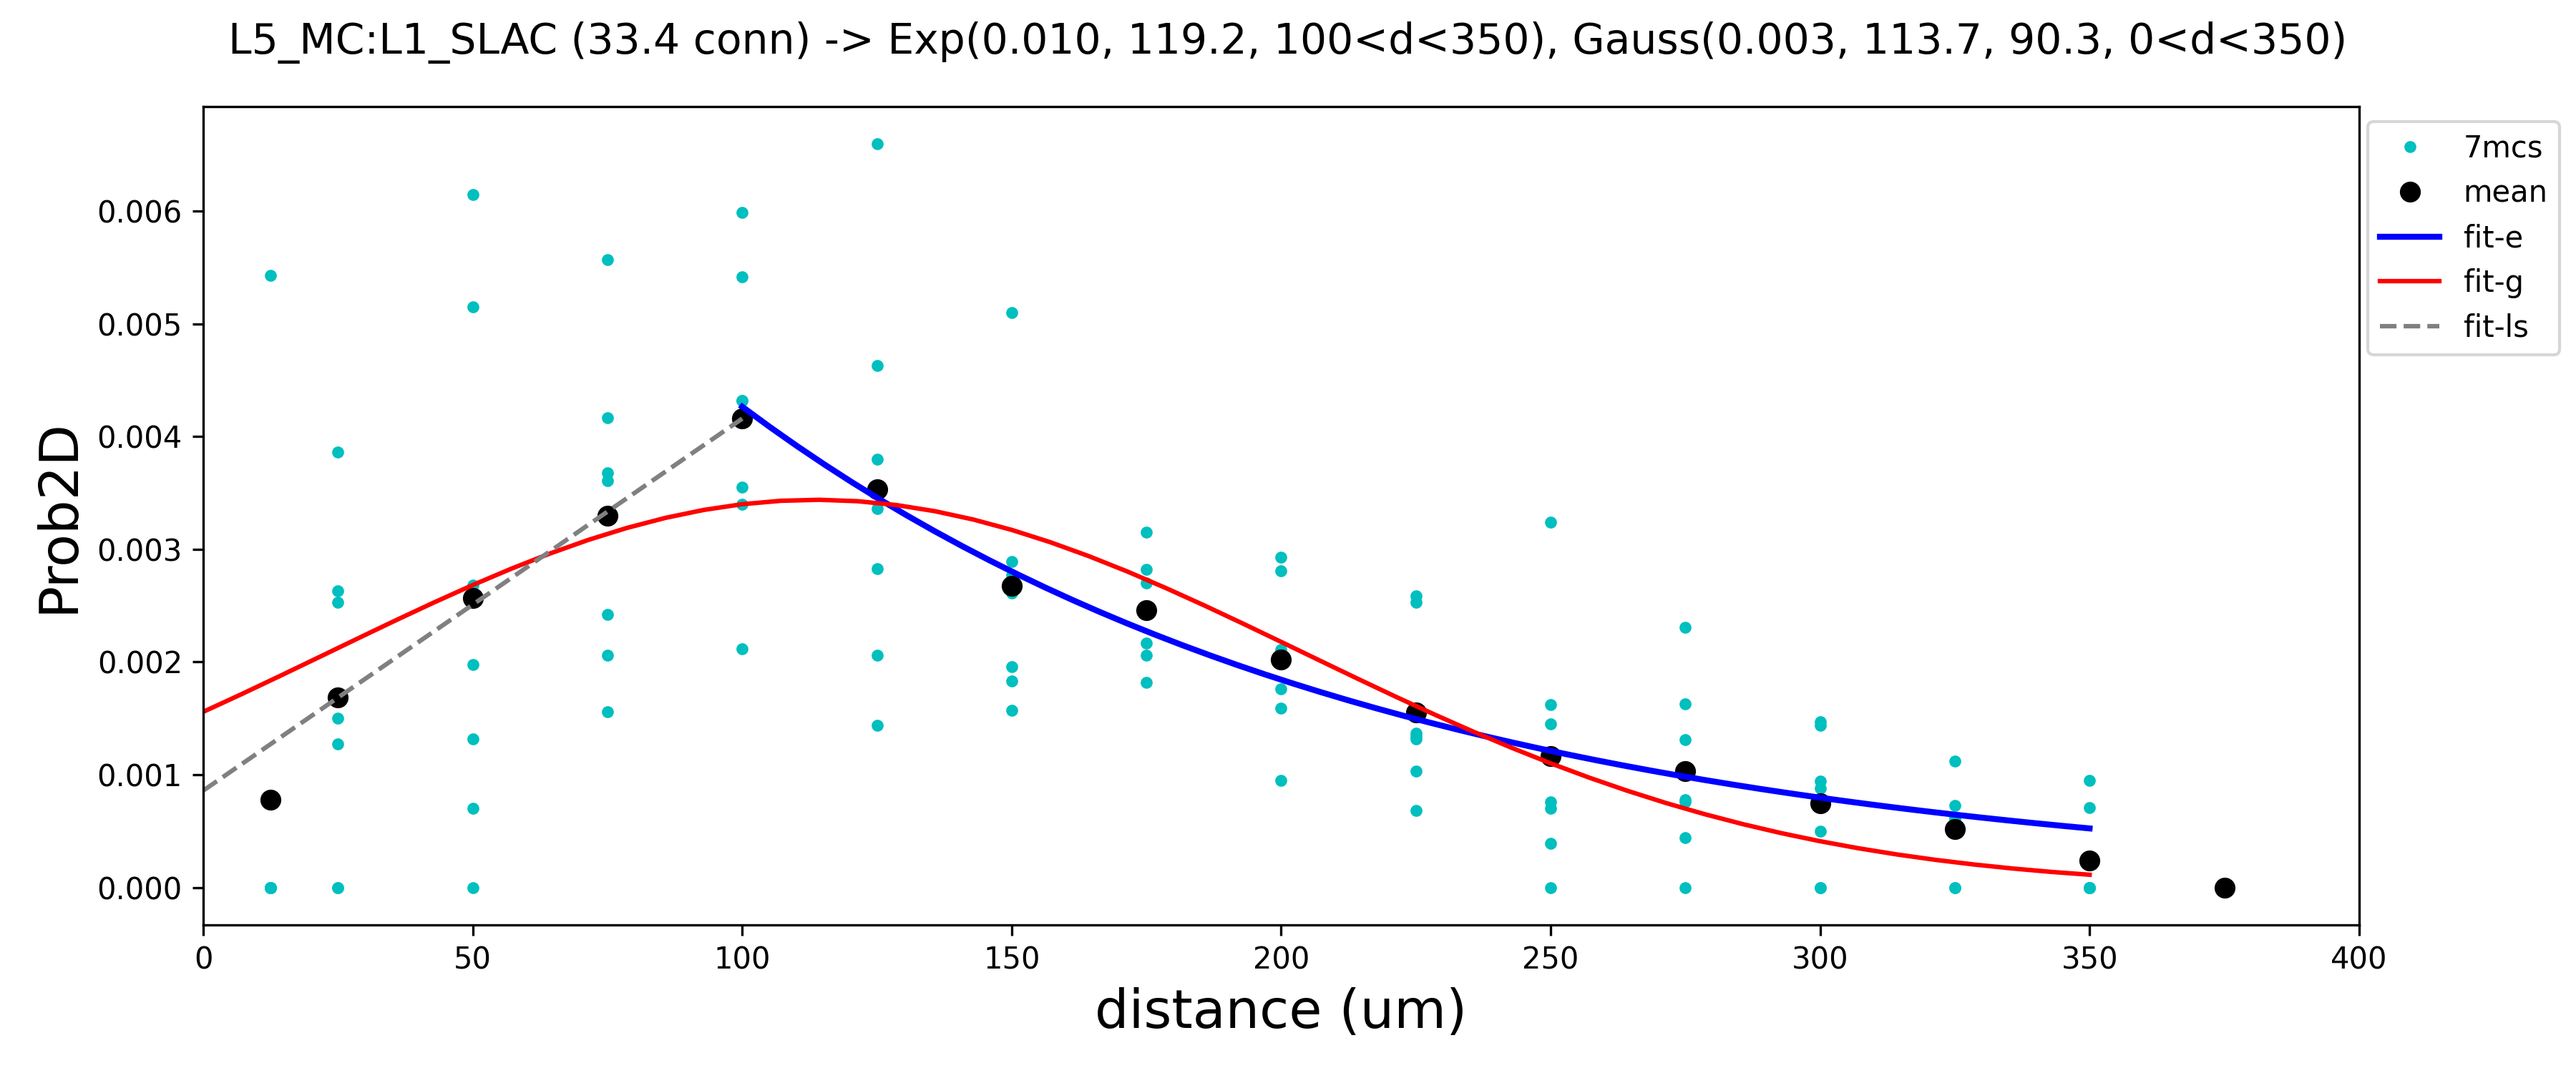 L5_MC:L1_SLAC (33.4 conn) -> Exp(0.010, 119.2, 100<d<350), Gauss(0.003, 113.7, 90.3, 0<d<350)
7mcs
mean
fit-e
fit-g
fit-ls
Prob2D
0.006
0.005
0.004
0.003
0.002
0.001
0.000
0 50 100 150 200 250 300 350 400
distance (um)